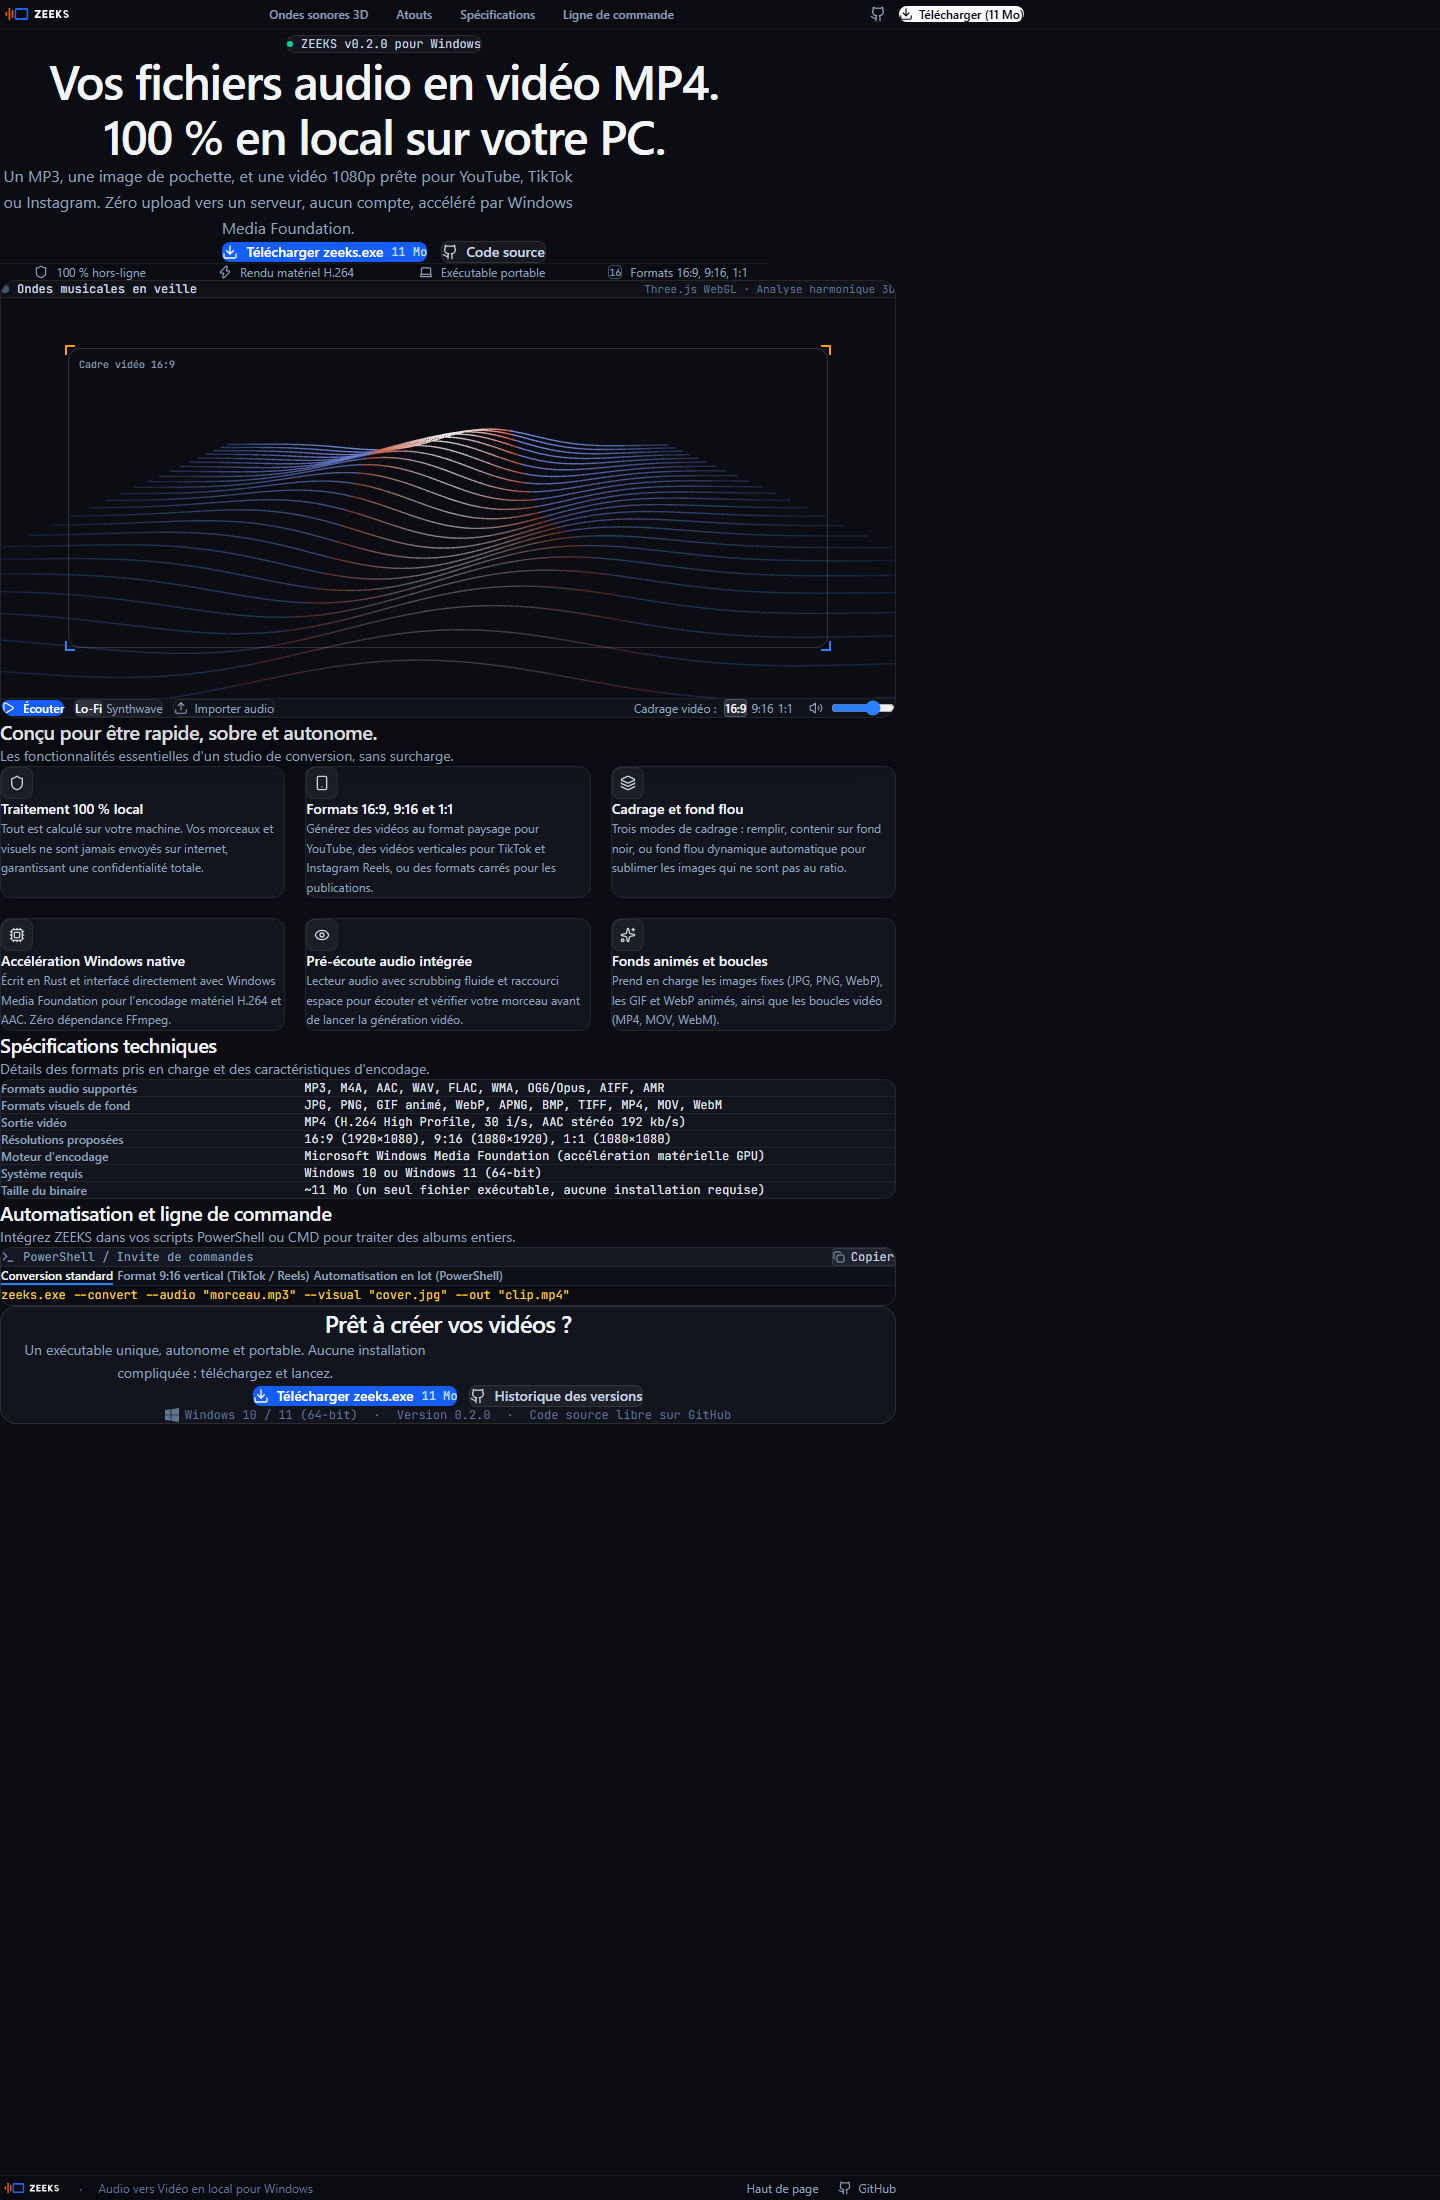 ZEEKS
Ondes sonores 3D
Atouts
Spécifications
Ligne de commande
Télécharger (11 Mo)
ZEEKS v0.2.0 pour Windows
Vos fichiers audio en vidéo MP4.
100 % en local sur votre PC.
Un MP3, une image de pochette, et une vidéo 1080p prête pour YouTube, TikTok
ou Instagram. Zéro upload vers un serveur, aucun compte, accéléré par Windows
Media Foundation.
Télécharger zeeks.exe 11 Mo
Code source
100 % hors-ligne
Rendu matériel H.264
Exécutable portable
16 Formats 16:9, 9:16, 1:1
Ondes musicales en veille
Three.js WebGL · Analyse harmonique 3D
Cadre vidéo 16:9
Écouter
Lo-Fi
Synthwave
Importer audio
Cadrage vidéo :
16:9
9:16
1:1
Conçu pour être rapide, sobre et autonome.
Les fonctionnalités essentielles d'un studio de conversion, sans surcharge.
Traitement 100 % local
Tout est calculé sur votre machine. Vos morceaux et
visuels ne sont jamais envoyés sur internet,
garantissant une confidentialité totale.
Formats 16:9, 9:16 et 1:1
Générez des vidéos au format paysage pour
YouTube, des vidéos verticales pour TikTok et
Instagram Reels, ou des formats carrés pour les
publications.
Cadrage et fond flou
Trois modes de cadrage : remplir, contenir sur fond
noir, ou fond flou dynamique automatique pour
sublimer les images qui ne sont pas au ratio.
Accélération Windows native
Écrit en Rust et interfacé directement avec Windows
Media Foundation pour l'encodage matériel H.264 et
AAC. Zéro dépendance FFmpeg.
Pré-écoute audio intégrée
Lecteur audio avec scrubbing fluide et raccourci
espace pour écouter et vérifier votre morceau avant
de lancer la génération vidéo.
Fonds animés et boucles
Prend en charge les images fixes (JPG, PNG, WebP),
les GIF et WebP animés, ainsi que les boucles vidéo
(MP4, MOV, WebM).
Spécifications techniques
Détails des formats pris en charge et des caractéristiques d'encodage.
Formats audio supportés MP3, M4A, AAC, WAV, FLAC, WMA, OGG/Opus, AIFF, AMR
Formats visuels de fond JPG, PNG, GIF animé, WebP, APNG, BMP, TIFF, MP4, MOV, WebM
Sortie vidéo MP4 (H.264 High Profile, 30 i/s, AAC stéréo 192 kb/s)
Résolutions proposées 16:9 (1920×1080), 9:16 (1080×1920), 1:1 (1080×1080)
Moteur d'encodage Microsoft Windows Media Foundation (accélération matérielle GPU)
Système requis Windows 10 ou Windows 11 (64-bit)
Taille du binaire ~11 Mo (un seul fichier exécutable, aucune installation requise)
Automatisation et ligne de commande
Intégrez ZEEKS dans vos scripts PowerShell ou CMD pour traiter des albums entiers.
PowerShell / Invite de commandes
Copier
Conversion standard Format 9:16 vertical (TikTok / Reels) Automatisation en lot (PowerShell)
zeeks.exe --convert --audio "morceau.mp3" --visual "cover.jpg" --out "clip.mp4"
Prêt à créer vos vidéos ?
Un exécutable unique, autonome et portable. Aucune installation
compliquée : téléchargez et lancez.
Télécharger zeeks.exe 11 Mo
Historique des versions
Windows 10 / 11 (64-bit) · Version 0.2.0 · Code source libre sur GitHub
ZEEKS · Audio vers Vidéo en local pour Windows
Haut de page
GitHub